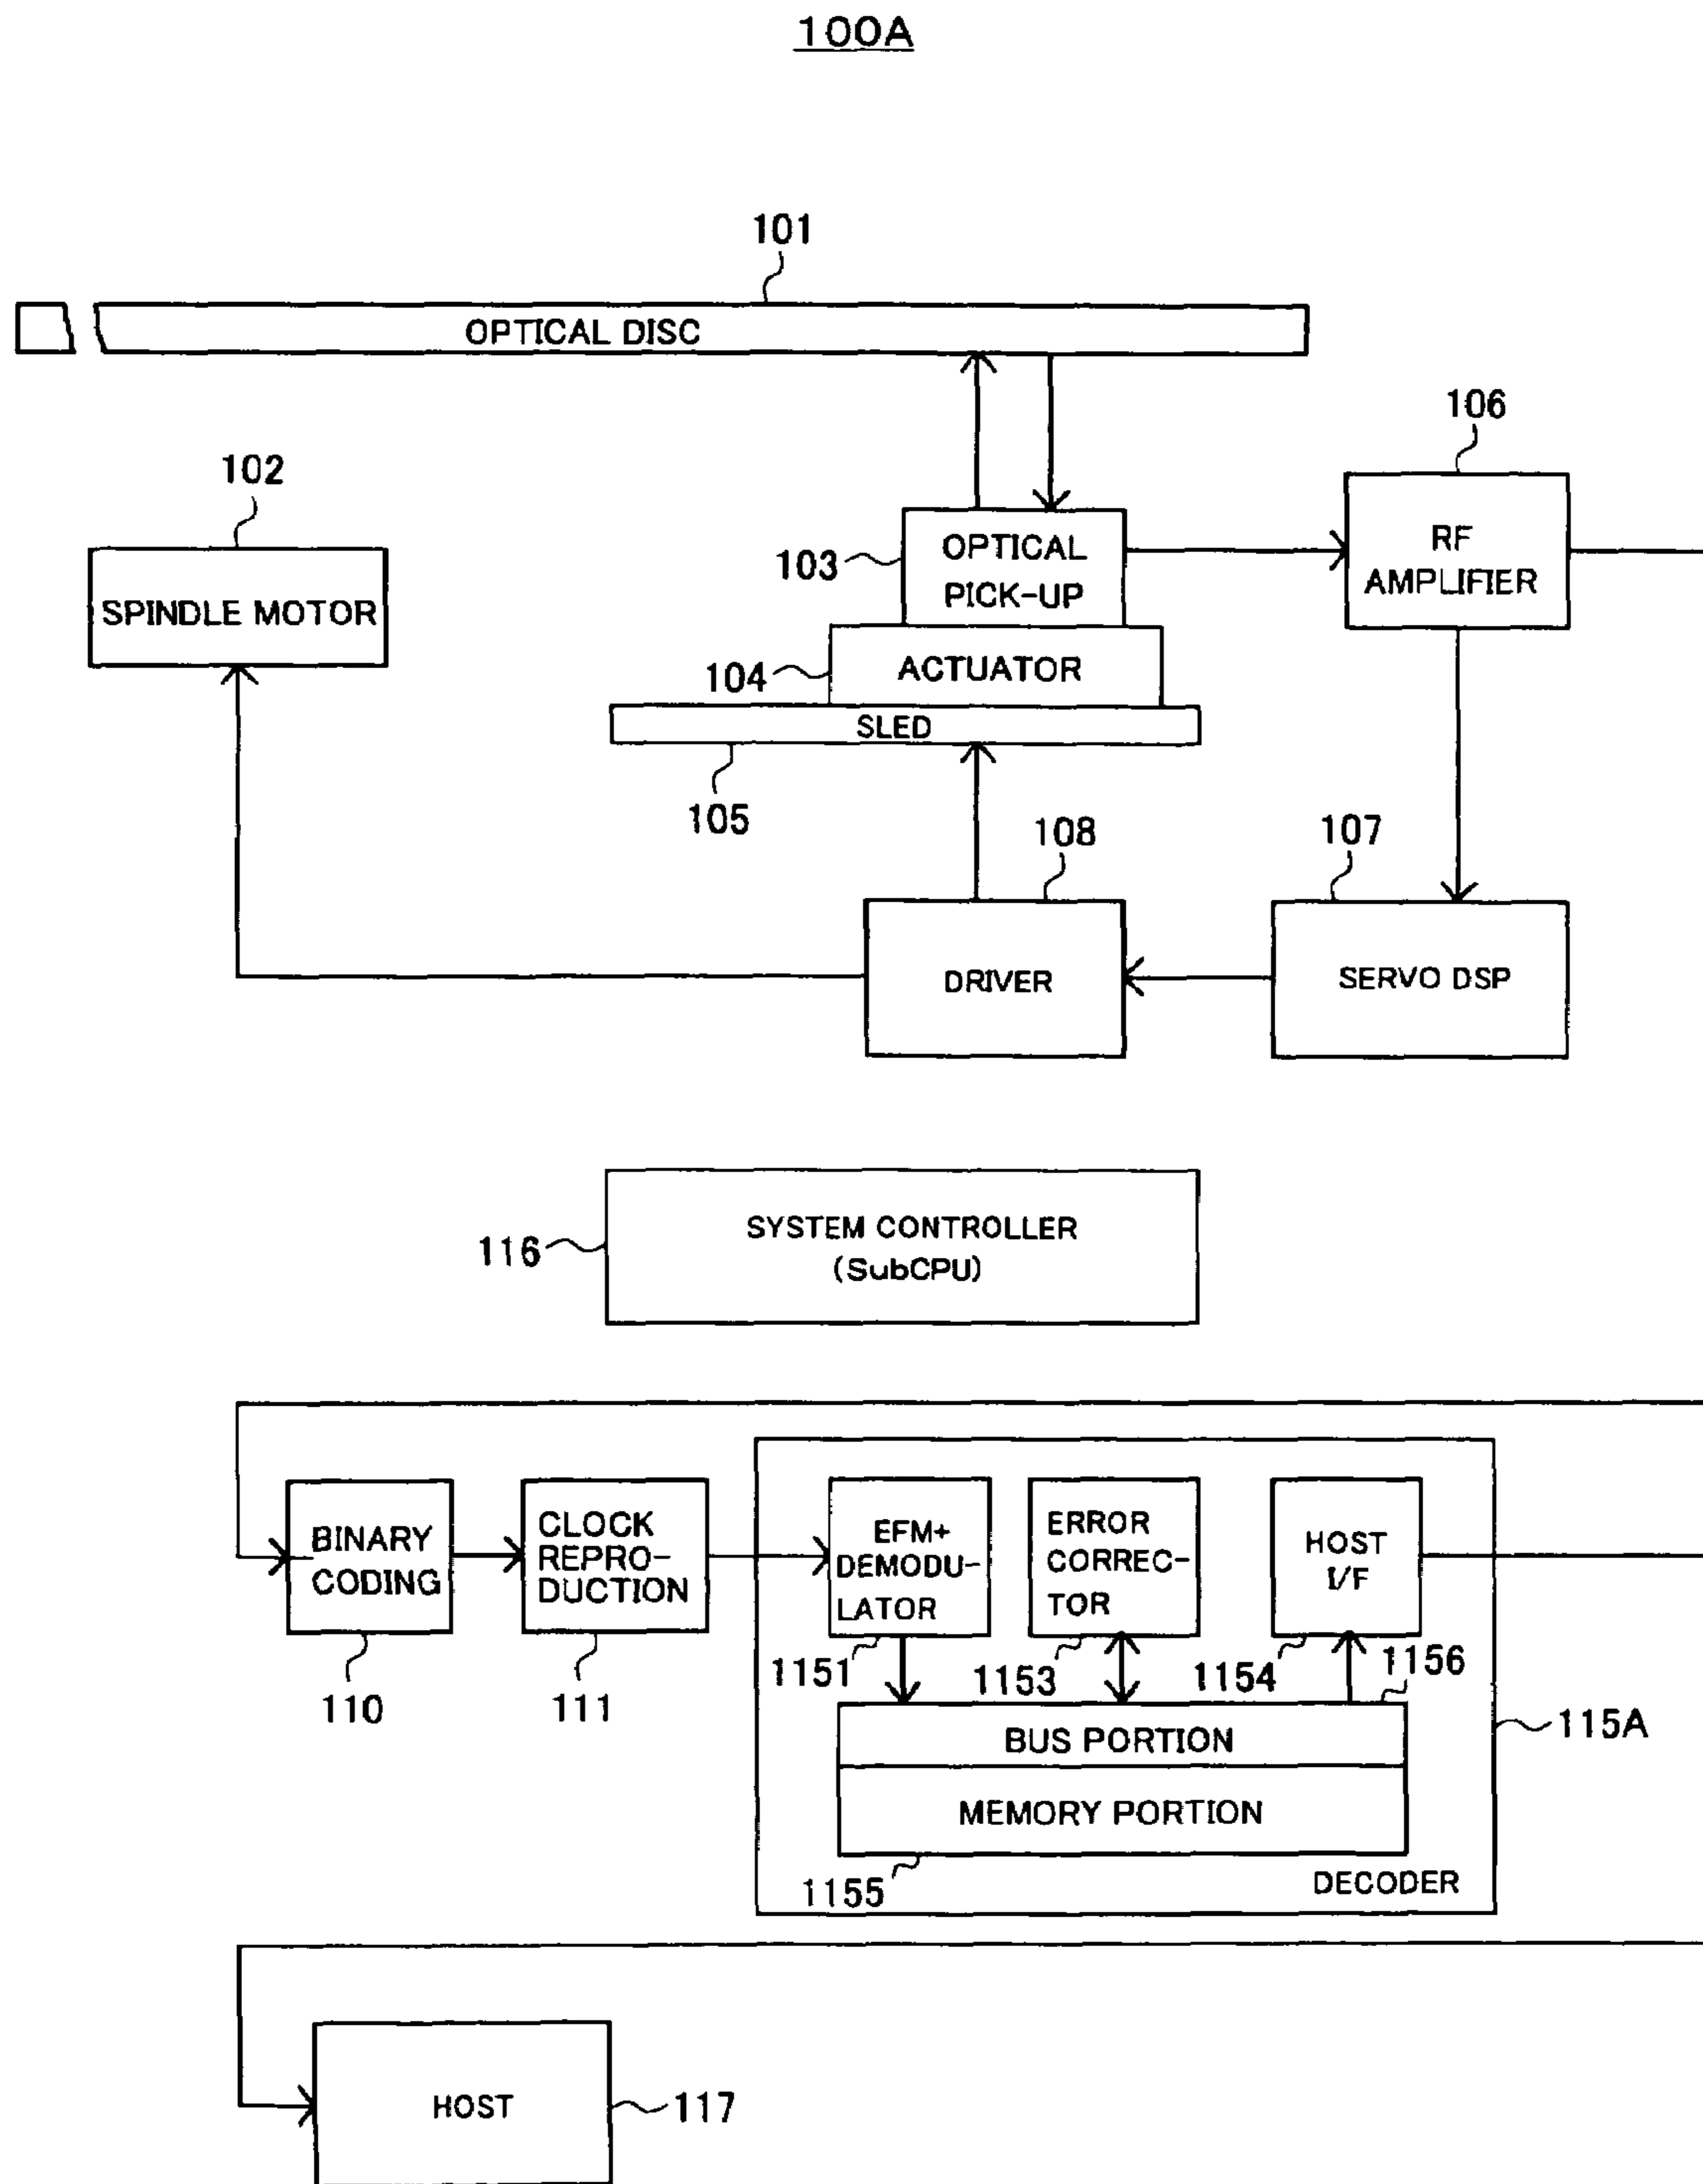 100A
101
OPTICAL DISC
106
102
RF
AMPLIFIER
OPTICAL
PICK-UP
103
SPINDLE MOTOR
ACTUATOR
104
SLED
105
108
107
DRIVER
SERVO DSP
SYSTEM CONTROLLER
(SubCPU)
116
BINARY
CODING
CLOCK
REPRO-
DUCTION
EFM+
DEMODU-
LATOR
ERROR
CORREC-
TOR
HOST
I/F
1151
1153
1154
1156
110
111
BUS PORTION
115A
MEMORY PORTION
1155
DECODER
HOST
117